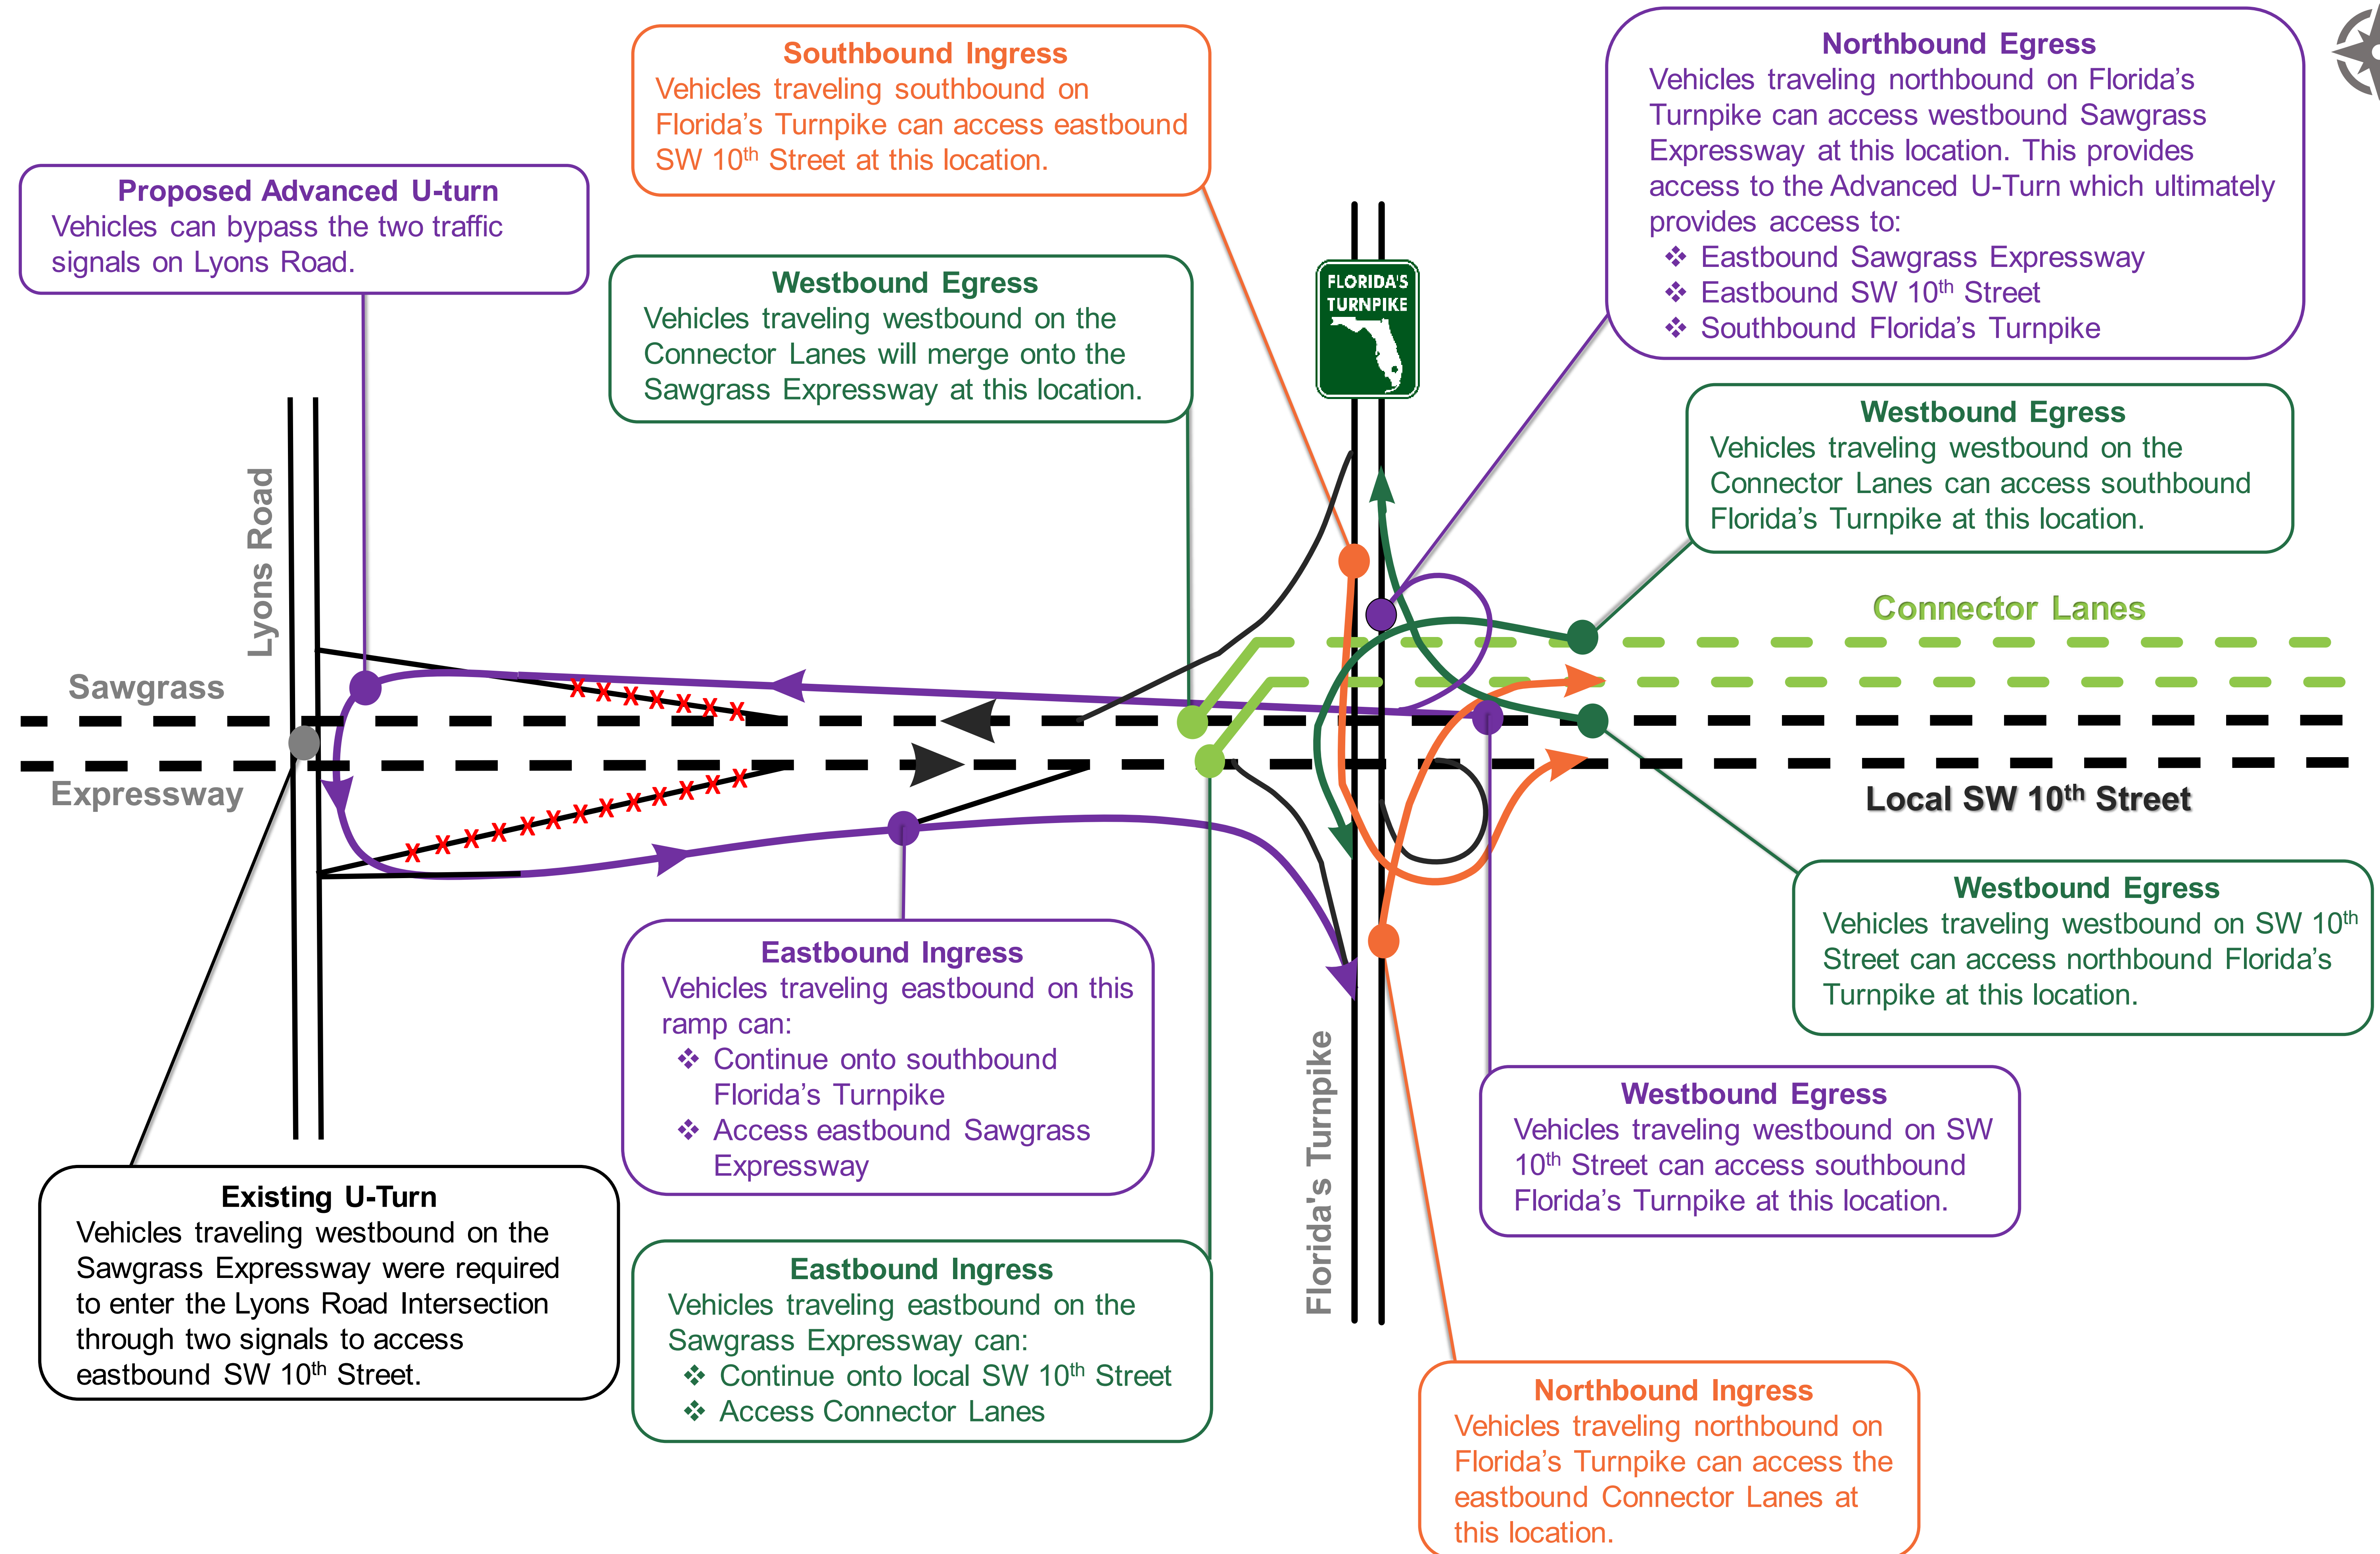 Southbound Ingress
Vehicles traveling southbound on
Florida’s Turnpike can access eastbound
SW 10th Street at this location.
Northbound Egress
Vehicles traveling northbound on Florida’s
Turnpike can access westbound Sawgrass
Expressway at this location. This provides
access to the Advanced U-Turn which ultimately
provides access to:
❖ Eastbound Sawgrass Expressway
❖ Eastbound SW 10th Street
❖ Southbound Florida’s Turnpike
Proposed Advanced U-turn
Vehicles can bypass the two traffic
signals on Lyons Road.
Westbound Egress
Vehicles traveling westbound on the
Connector Lanes will merge onto the
Sawgrass Expressway at this location.
FLORIDA'S
TURNPIKE
Westbound Egress
Vehicles traveling westbound on the
Connector Lanes can access southbound
Florida’s Turnpike at this location.
Lyons Road
Connector Lanes
Sawgrass
Expressway
X X X X X X X
X X X X X X X X X X X X X
Local SW 10th Street
Westbound Egress
Vehicles traveling westbound on SW 10th
Street can access northbound Florida’s
Turnpike at this location.
Eastbound Ingress
Vehicles traveling eastbound on this
ramp can:
❖ Continue onto southbound
Florida’s Turnpike
❖ Access eastbound Sawgrass
Expressway
Florida's Turnpike
Westbound Egress
Vehicles traveling westbound on SW
10th Street can access southbound
Florida’s Turnpike at this location.
Existing U-Turn
Vehicles traveling westbound on the
Sawgrass Expressway were required
to enter the Lyons Road Intersection
through two signals to access
eastbound SW 10th Street.
Eastbound Ingress
Vehicles traveling eastbound on the
Sawgrass Expressway can:
❖ Continue onto local SW 10th Street
❖ Access Connector Lanes
Northbound Ingress
Vehicles traveling northbound on
Florida’s Turnpike can access the
eastbound Connector Lanes at
this location.